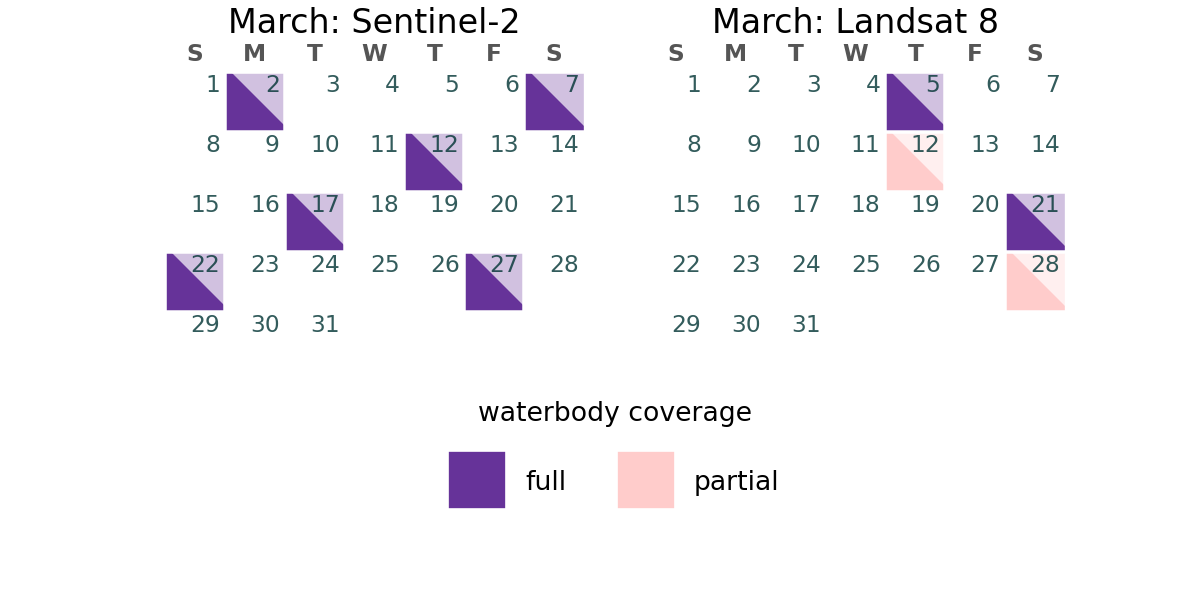 March: Sentinel-2
S M T W T F S
1 2 3 4 5 6 7
8 9 10 11 12 13 14
15 16 17 18 19 20 21
22 23 24 25 26 27 28
29 30 31
March: Landsat 8
S M T W T F S
1 2 3 4 5 6 7
8 9 10 11 12 13 14
15 16 17 18 19 20 21
22 23 24 25 26 27 28
29 30 31
waterbody coverage
full
partial